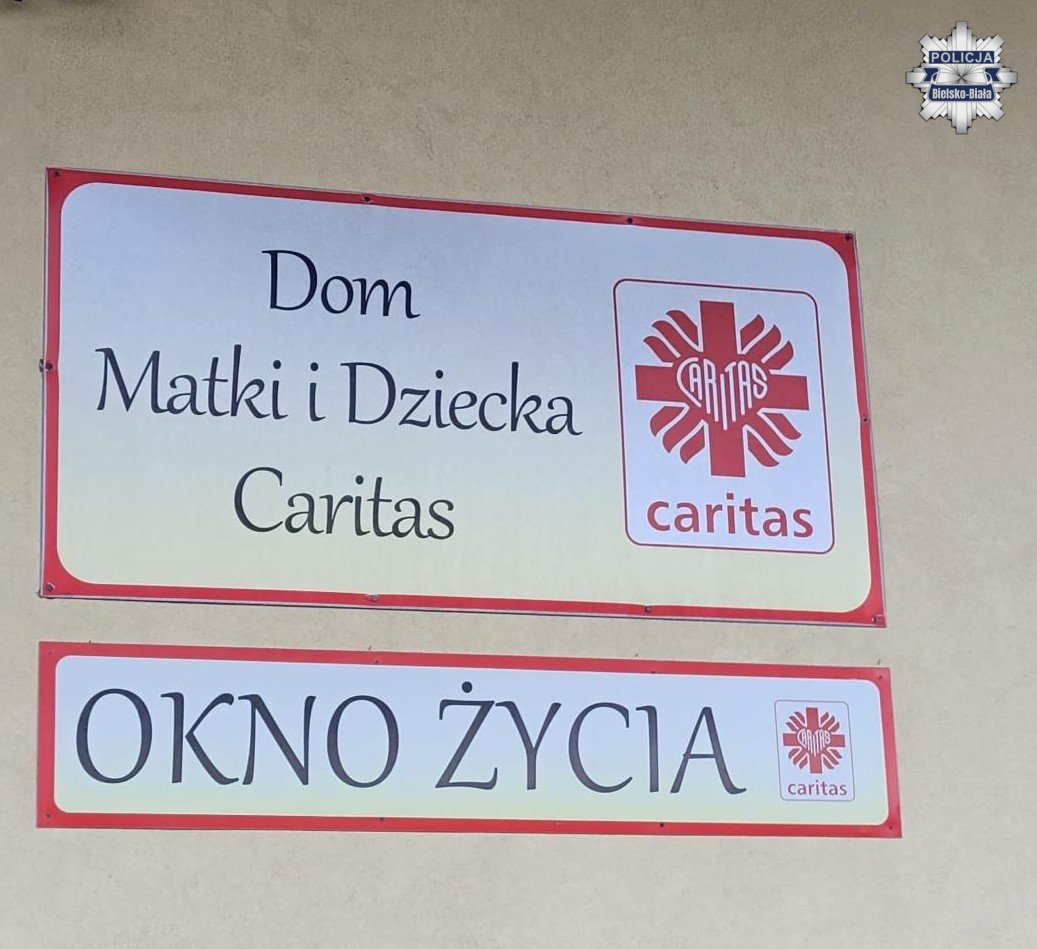 POLICJA
Bielsko-Biała
Dom
Matki i Dziecka
Caritas
CARITAS
caritas
OKNO ŻYCIA
CARITAS
caritas